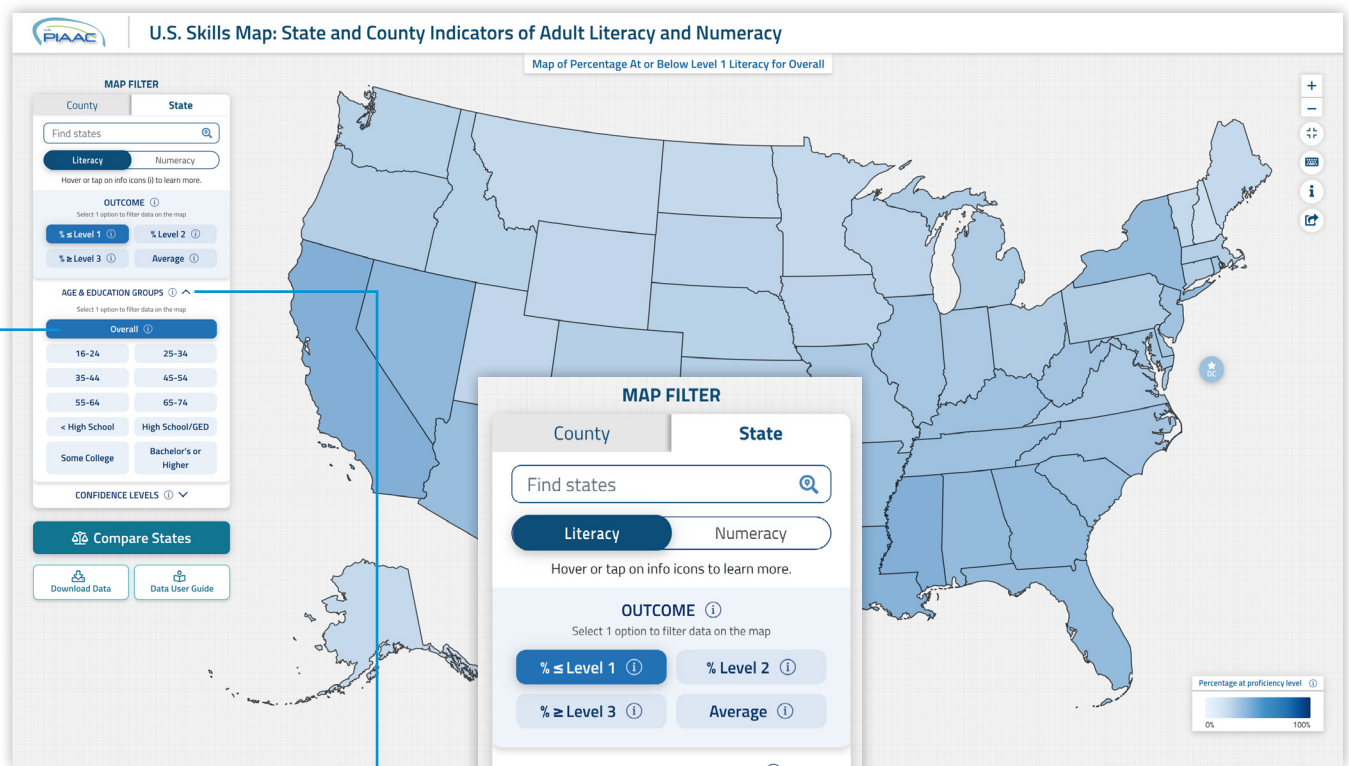 PIAAC
U.S. Skills Map: State and County Indicators of Adult Literacy and Numeracy
Map of Percentage At or Below Level 1 Literacy for Overall
MAP FILTER
County State
Find states
Literacy Numeracy
Hover or tap on info icons (i) to learn more.
OUTCOME i
Select 1 option to filter data on the map
% ≤ Level 1 i % Level 2 i
% ≥ Level 3 i Average i
AGE & EDUCATION GROUPS i
Select 1 option to filter data on the map
Overall i
16-24 25-34
35-44 45-54
55-64 65-74
< High School High School/GED
Some College Bachelor's or
Higher
CONFIDENCE LEVELS i
Compare States
Download Data Data User Guide
MAP FILTER
County State
Find states
Literacy Numeracy
Hover or tap on info icons to learn more.
OUTCOME i
Select 1 option to filter data on the map
% ≤ Level 1 i % Level 2 i
% ≥ Level 3 i Average i
+
−
i
DC
Percentage at proficiency level i
0% 100%